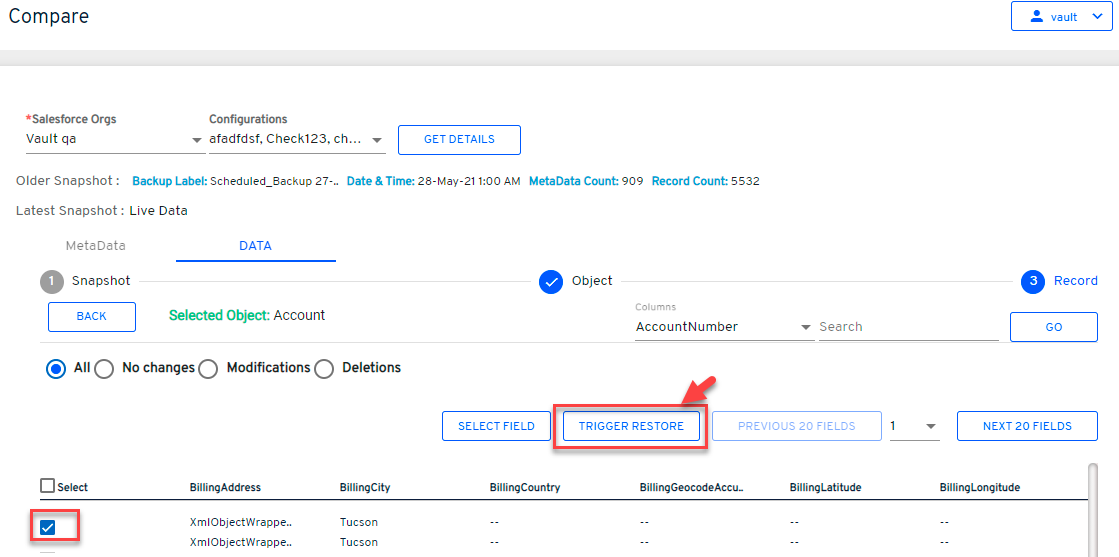 Compare
vault
*Salesforce Orgs Configurations
Vault qa afadfdsf, Check123, ch... GET DETAILS
Older Snapshot : Backup Label: Scheduled_Backup 27-.. Date & Time: 28-May-21 1:00 AM MetaData Count: 909 Record Count: 5532
Latest Snapshot : Live Data
MetaData DATA
1 Snapshot Object 3 Record
BACK Selected Object: Account
Columns
AccountNumber Search GO
All No changes Modifications Deletions
SELECT FIELD TRIGGER RESTORE PREVIOUS 20 FIELDS 1 NEXT 20 FIELDS
Select BillingAddress BillingCity BillingCountry BillingGeocodeAccu.. BillingLatitude BillingLongitude
XmlObjectWrappe.. Tucson -- -- -- --
XmlObjectWrappe.. Tucson -- -- -- --